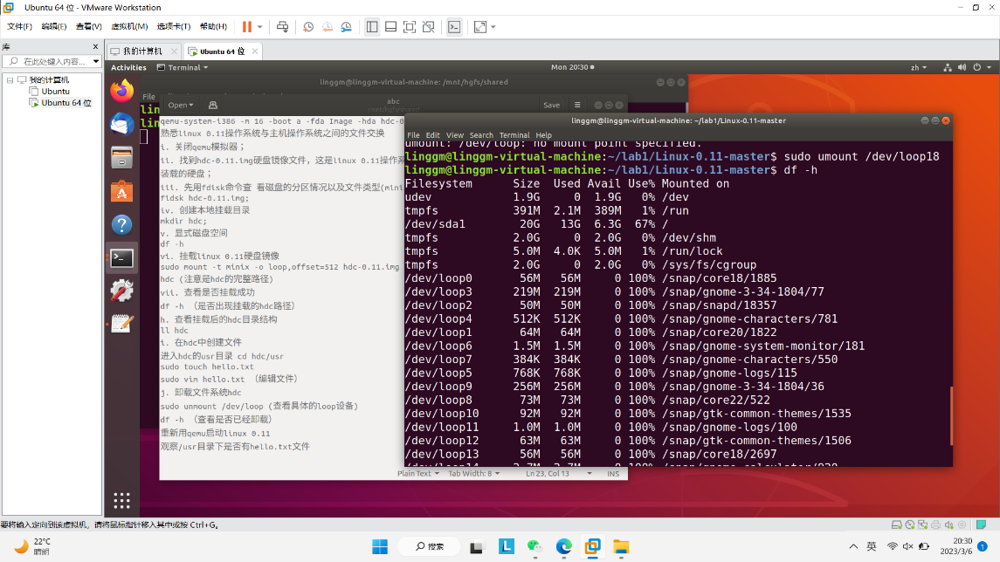 Ubuntu 64 位 - VMware Workstation
文件(F) 编辑(E) 查看(V) 虚拟机(M) 选项卡(T) 帮助(H)
库
我的计算机
Ubuntu 64 位
在此处键入内容...
我的计算机
Ubuntu
Ubuntu 64 位
Activities
Terminal
Mon 20:30
zh
linggm@linggm-virtual-machine: /mnt/hgfs/shared
File
Open
abc
/mnt/hgfs/shared
Save
qemu-system-i386 -m 16 -boot a -fda Image -hda hdc-0
熟悉linux 0.11操作系统与主机操作系统之间的文件交换
i. 关闭qemu模拟器；
ii. 找到hdc-0.11.img硬盘镜像文件，这是linux 0.11操作系
装载的硬盘；
iii. 先用fdisk命令查 看磁盘的分区情况以及文件类型(mini
fidsk hdc-0.11.img;
iv. 创建本地挂载目录
mkdir hdc;
v. 显式磁盘空间
df -h
vi. 挂载linux 0.11硬盘镜像
sudo mount -t minix -o loop,offset=512 hdc-0.11.img
hdc (注意是hdc的完整路径)
vii. 查看是否挂载成功
df -h （是否出现挂载的hdc路径）
h. 查看挂载后的hdc目录结构
ll hdc
i. 在hdc中创建文件
进入hdc的usr目录 cd hdc/usr
sudo touch hello.txt
sudo vim hello.txt （编辑文件）
j. 卸载文件系统hdc
sudo unmount /dev/loop (查看具体的loop设备)
df -h （查看是否已经卸载）
重新用qemu启动linux 0.11
观察/usr目录下是否有hello.txt文件
Plain Text
Tab Width: 8
Ln 23, Col 13
INS
linggm@linggm-virtual-machine: ~/lab1/Linux-0.11-master
File Edit View Search Terminal Help
umount: /dev/loop: no mount point specified.
linggm@linggm-virtual-machine:~/lab1/Linux-0.11-master$ sudo umount /dev/loop18
linggm@linggm-virtual-machine:~/lab1/Linux-0.11-master$ df -h
Filesystem Size Used Avail Use% Mounted on
udev 1.9G 0 1.9G 0% /dev
tmpfs 391M 2.1M 389M 1% /run
/dev/sda1 20G 13G 6.3G 67% /
tmpfs 2.0G 0 2.0G 0% /dev/shm
tmpfs 5.0M 4.0K 5.0M 1% /run/lock
tmpfs 2.0G 0 2.0G 0% /sys/fs/cgroup
/dev/loop0 56M 56M 0 100% /snap/core18/1885
/dev/loop3 219M 219M 0 100% /snap/gnome-3-34-1804/77
/dev/loop2 50M 50M 0 100% /snap/snapd/18357
/dev/loop4 512K 512K 0 100% /snap/gnome-characters/781
/dev/loop1 64M 64M 0 100% /snap/core20/1822
/dev/loop6 1.5M 1.5M 0 100% /snap/gnome-system-monitor/181
/dev/loop7 384K 384K 0 100% /snap/gnome-characters/550
/dev/loop5 768K 768K 0 100% /snap/gnome-logs/115
/dev/loop9 256M 256M 0 100% /snap/gnome-3-34-1804/36
/dev/loop8 73M 73M 0 100% /snap/core22/522
/dev/loop10 92M 92M 0 100% /snap/gtk-common-themes/1535
/dev/loop11 1.0M 1.0M 0 100% /snap/gnome-logs/100
/dev/loop12 63M 63M 0 100% /snap/gtk-common-themes/1506
/dev/loop13 56M 56M 0 100% /snap/core18/2697
要将输入定向到该虚拟机，请将鼠标指针移入其中或按 Ctrl+G。
22°C
晴朗
搜索
英
20:30
2023/3/6
1